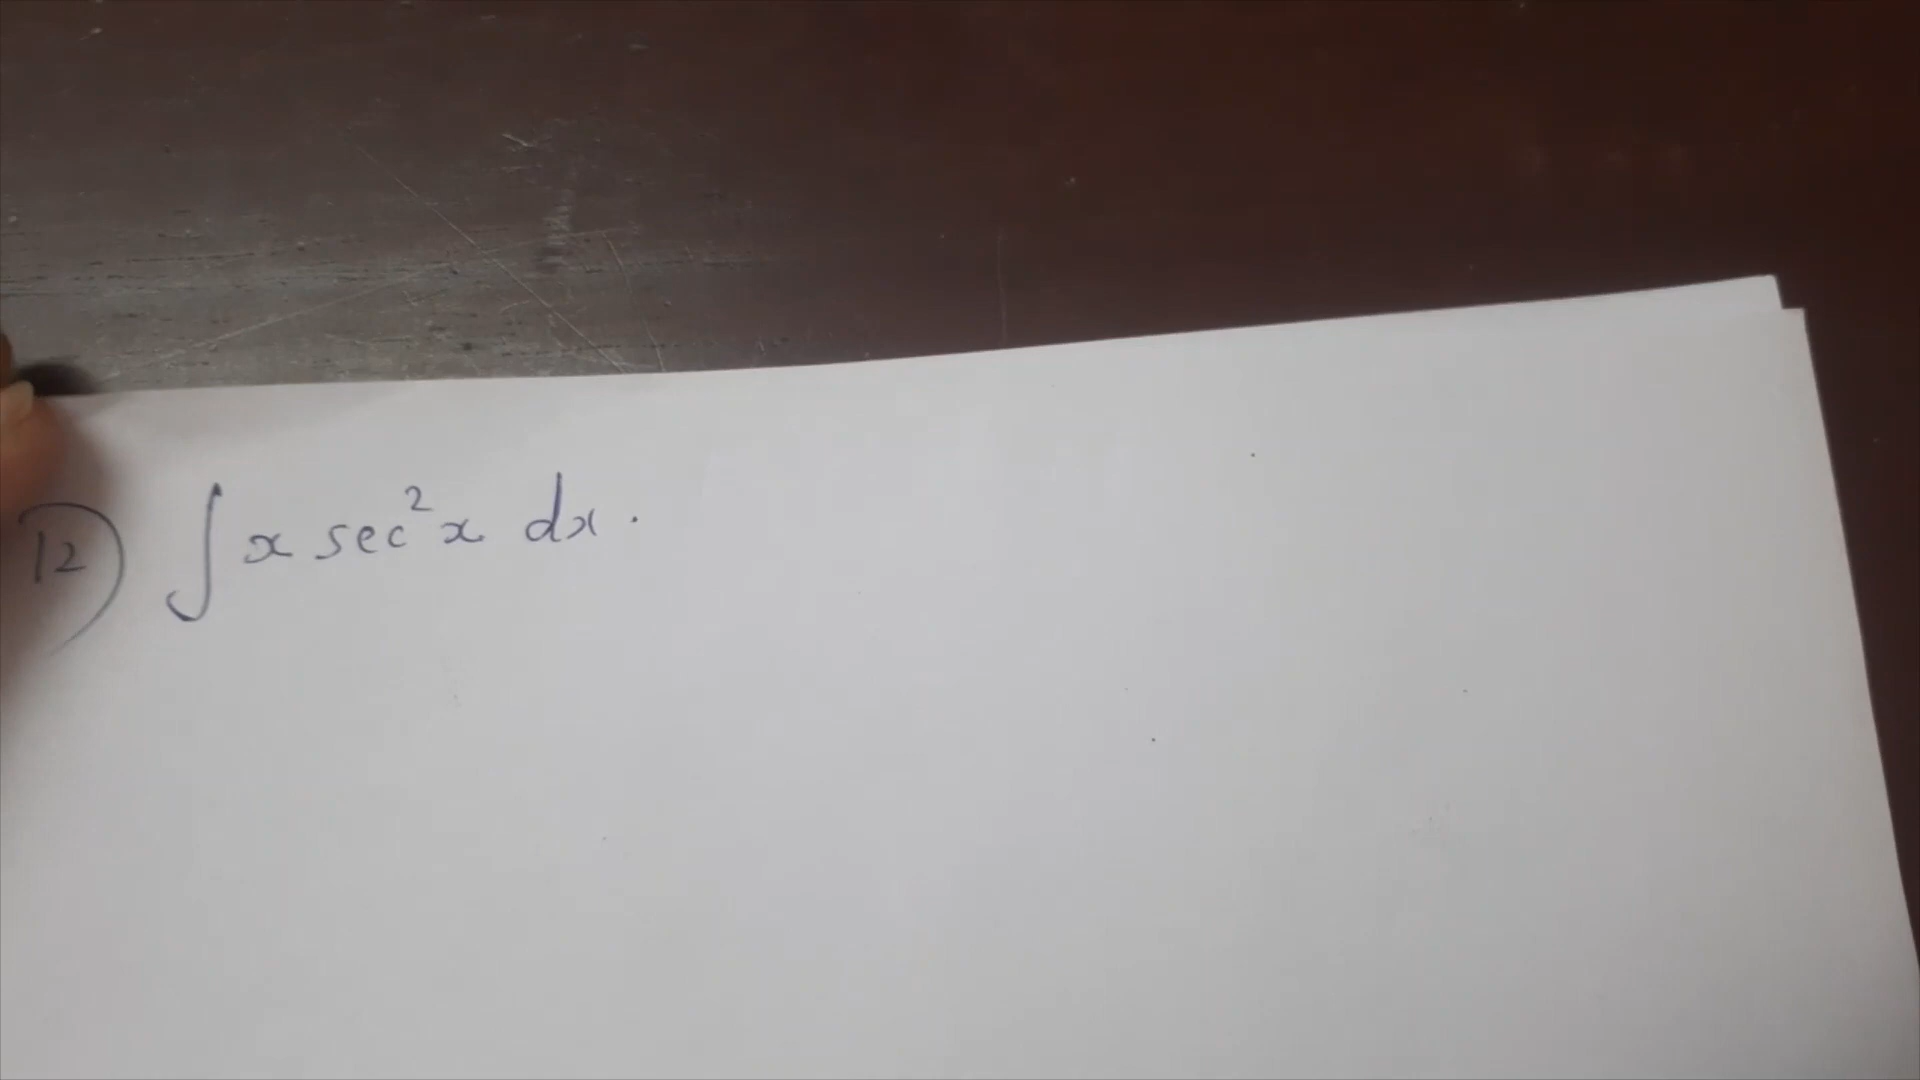 12) ∫ x sec²x dx.